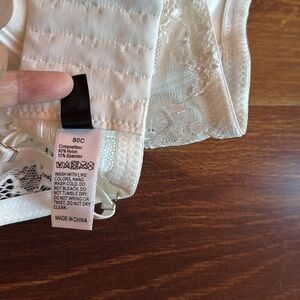 80C
Composition:
90% Nylon
10% Spandex
WASH WITH LIKE
COLORS, HAND
WASH COLD, DO
NOT BLEACH, DO
NOT TUMBLE DRY,
DO NOT WRING OR
TWIST, DO NOT DRY
CLEAN.
MADE IN CHINA